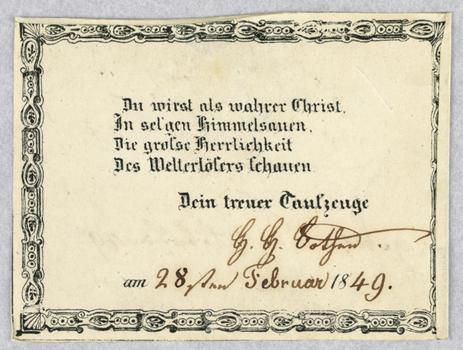 Du wirst als wahrer Christ,
In sel'gen Himmelsauen,
Die grosse Herrlichkeit
Des Welterlösers schauen
Dein treuer Taufzeuge
H. H.
am 28sten Februar 1849.